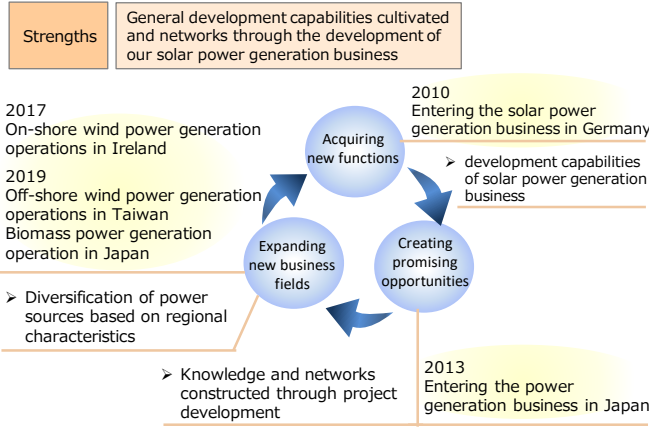 Strengths
General development capabilities cultivated
and networks through the development of
our solar power generation business
2017
On-shore wind power generation
operations in Ireland
2019
Off-shore wind power generation
operations in Taiwan
Biomass power generation
operation in Japan
➢ Diversification of power
sources based on regional
characteristics
Acquiring
new functions
2010
Entering the solar power
generation business in Germany
➢ development capabilities
of solar power generation
business
Expanding
new business
fields
Creating
promising
opportunities
➢ Knowledge and networks
constructed through project
development
2013
Entering the power
generation business in Japan